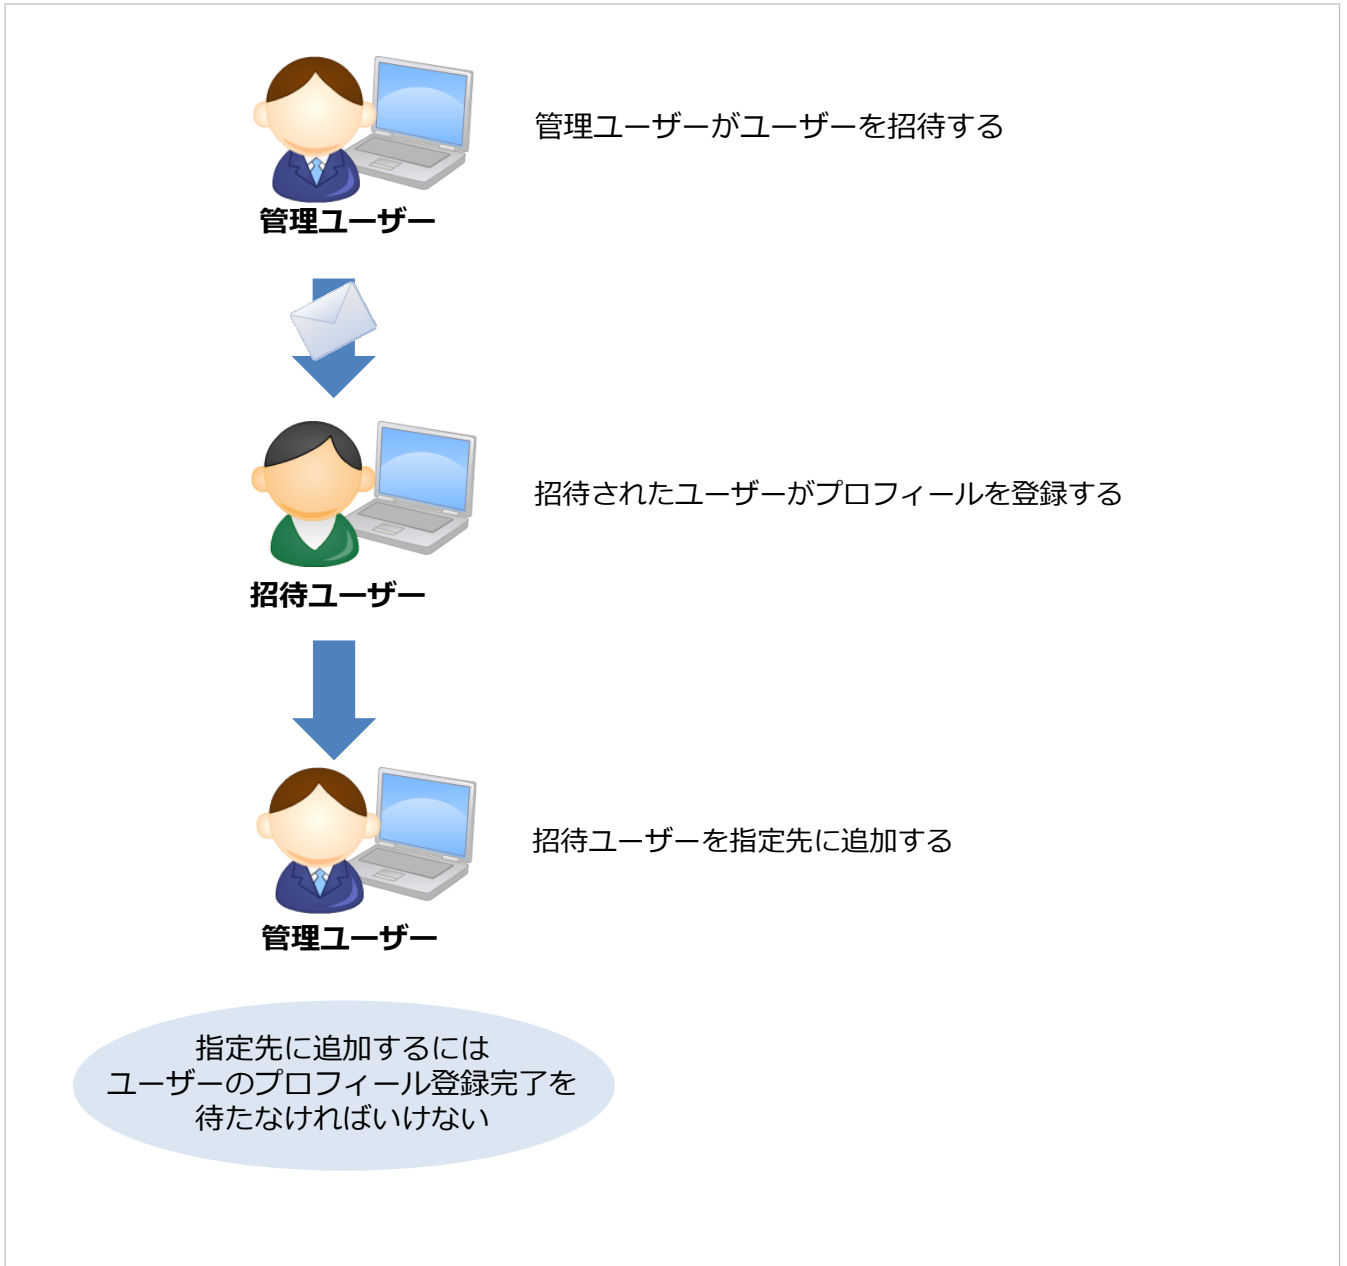 管理ユーザーがユーザーを招待する
管理ユーザー
招待されたユーザーがプロフィールを登録する
招待ユーザー
招待ユーザーを指定先に追加する
管理ユーザー
指定先に追加するには
ユーザーのプロフィール登録完了を
待たなければいけない